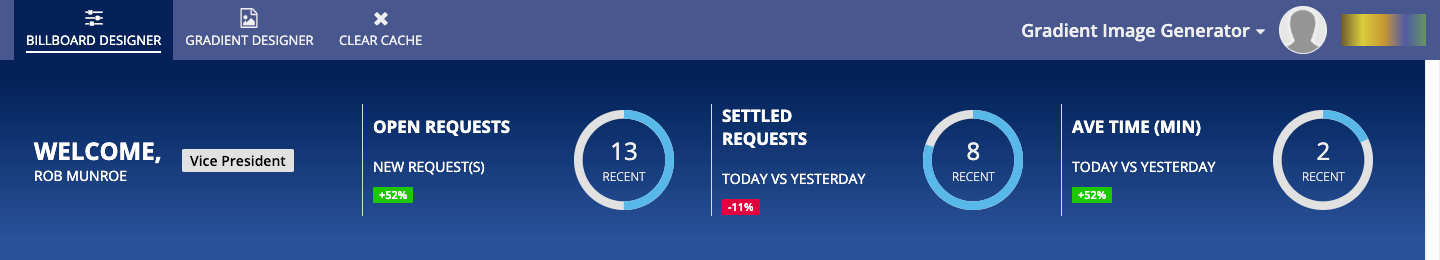 BILLBOARD DESIGNER
GRADIENT DESIGNER
CLEAR CACHE
Gradient Image Generator
WELCOME,
ROB MUNROE
Vice President
OPEN REQUESTS
NEW REQUEST(S)
+52%
13
RECENT
SETTLED
REQUESTS
TODAY VS YESTERDAY
-11%
8
RECENT
AVE TIME (MIN)
TODAY VS YESTERDAY
+52%
2
RECENT